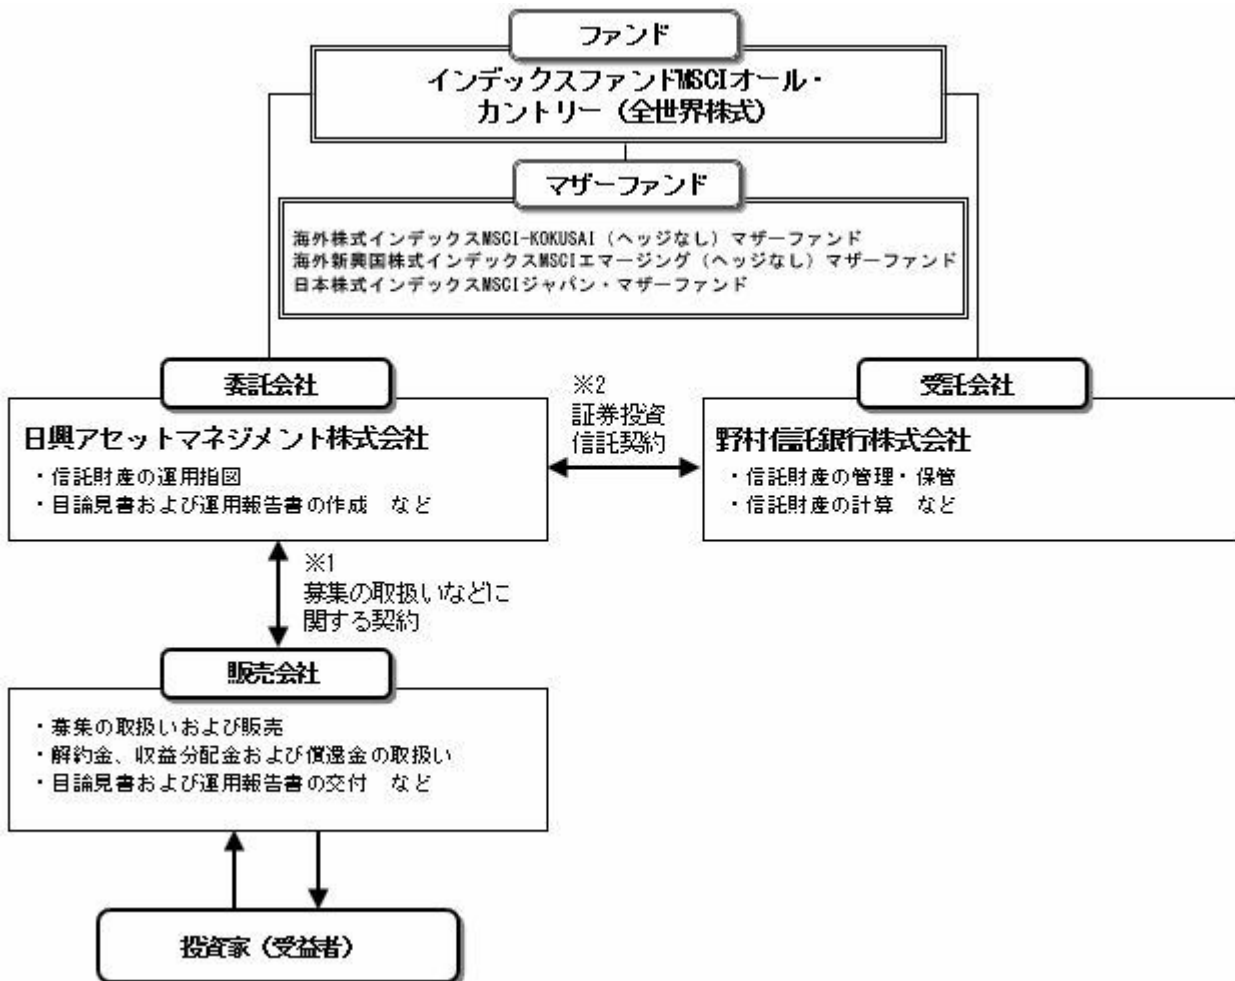 ファンド
インデックスファンドMSCIオール・
カントリー（全世界株式）
マザーファンド
海外株式インデックスMSCI-KOKUSAI（ヘッジなし）マザーファンド
海外新興国株式インデックスMSCIエマージング（ヘッジなし）マザーファンド
日本株式インデックスMSCIジャパン・マザーファンド
委託会社
日興アセットマネジメント株式会社
・信託財産の運用指図
・目論見書および運用報告書の作成　など
※2
証券投資
信託契約
受託会社
野村信託銀行株式会社
・信託財産の管理・保管
・信託財産の計算　など
※1
募集の取扱いなどに
関する契約
販売会社
・募集の取扱いおよび販売
・解約金、収益分配金および償還金の取扱い
・目論見書および運用報告書の交付　など
投資家（受益者）